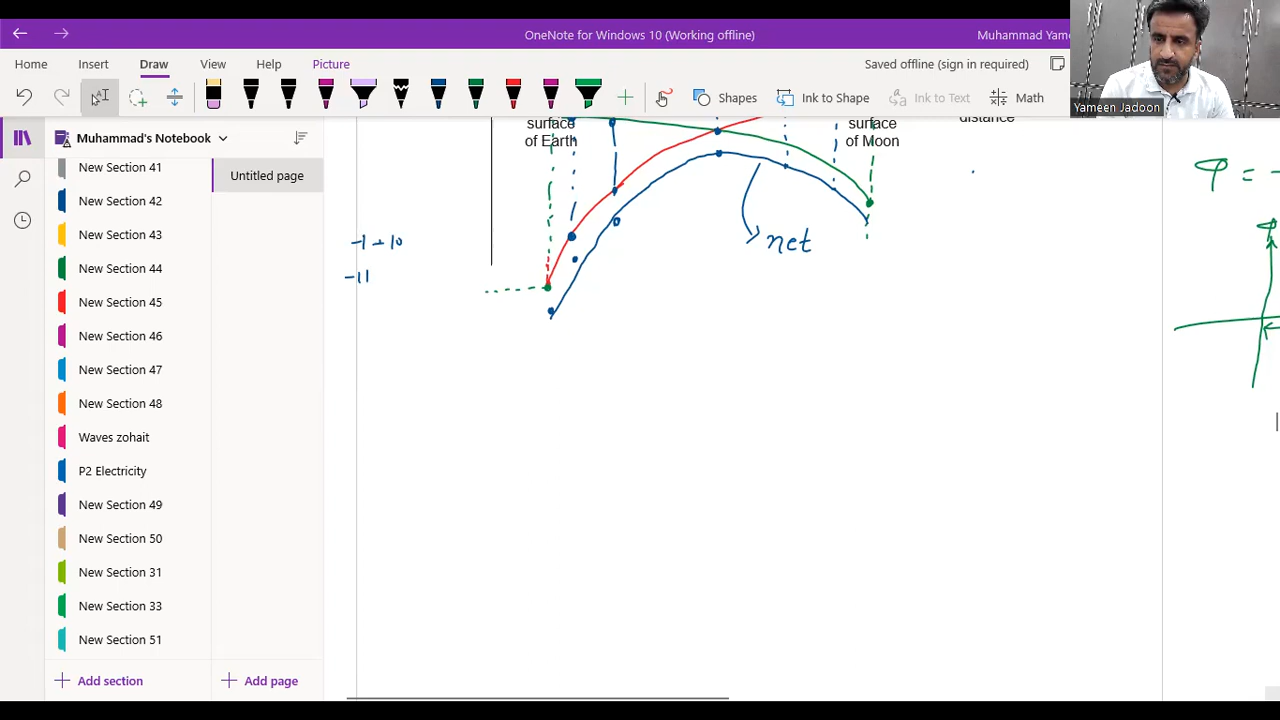 OneNote for Windows 10 (Working offline)
Muhammad Yame
Home
Insert
Draw
View
Help
Picture
Saved offline (sign in required)
Shapes
Ink to Shape
Ink to Text
Math
Yameen Jadoon
Muhammad's Notebook
New Section 41
New Section 42
New Section 43
New Section 44
New Section 45
New Section 46
New Section 47
New Section 48
Waves zohait
P2 Electricity
New Section 49
New Section 50
New Section 31
New Section 33
New Section 51
Add section
Untitled page
Add page
surface
of Earth
surface
of Moon
distance
-1 + 10
-11
net
φ = -
φ